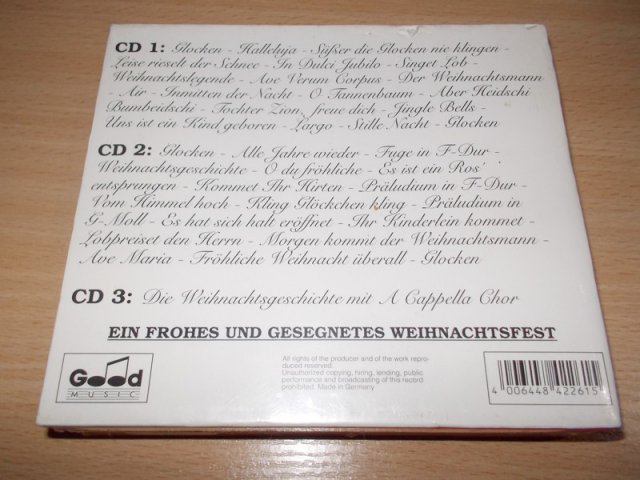 CD 1: Glocken - Halleluja - Süßer die Glocken nie klingen -
Leise rieselt der Schnee - In Dulci Jubilo - Singet Lob -
Weihnachtslegende - Ave Verum Corpus - Der Weihnachtsmann
- Air - Inmitten der Nacht - O Tannenbaum - Aber Heidschi
Bumbeidschi - Tochter Zion, freue dich - Jingle Bells -
Uns ist ein Kind geboren - Largo - Stille Nacht - Glocken
CD 2: Glocken - Alle Jahre wieder - Fuge in F-Dur -
Weihnachtsgeschichte - O du fröhliche - Es ist ein Ros'
entsprungen - Kommet Ihr Hirten - Präludium in F-Dur -
Vom Himmel hoch - Kling Glöckchen kling - Präludium in
G-Moll - Es hat sich halt eröffnet - Ihr Kinderlein kommet -
Lobpreiset den Herrn - Morgen kommt der Weihnachtsmann -
Ave Maria - Fröhliche Weihnacht überall - Glocken
CD 3: Die Weihnachtsgeschichte mit A Cappella Chor
EIN FROHES UND GESEGNETES WEIHNACHTSFEST
Good
MUSIC
All rights of the producer and of the work repro-
duced reserved.
Unauthorized copying, hiring, lending, public
performance and broadcasting of this record
prohibited. Made in Germany
4 006448 422615